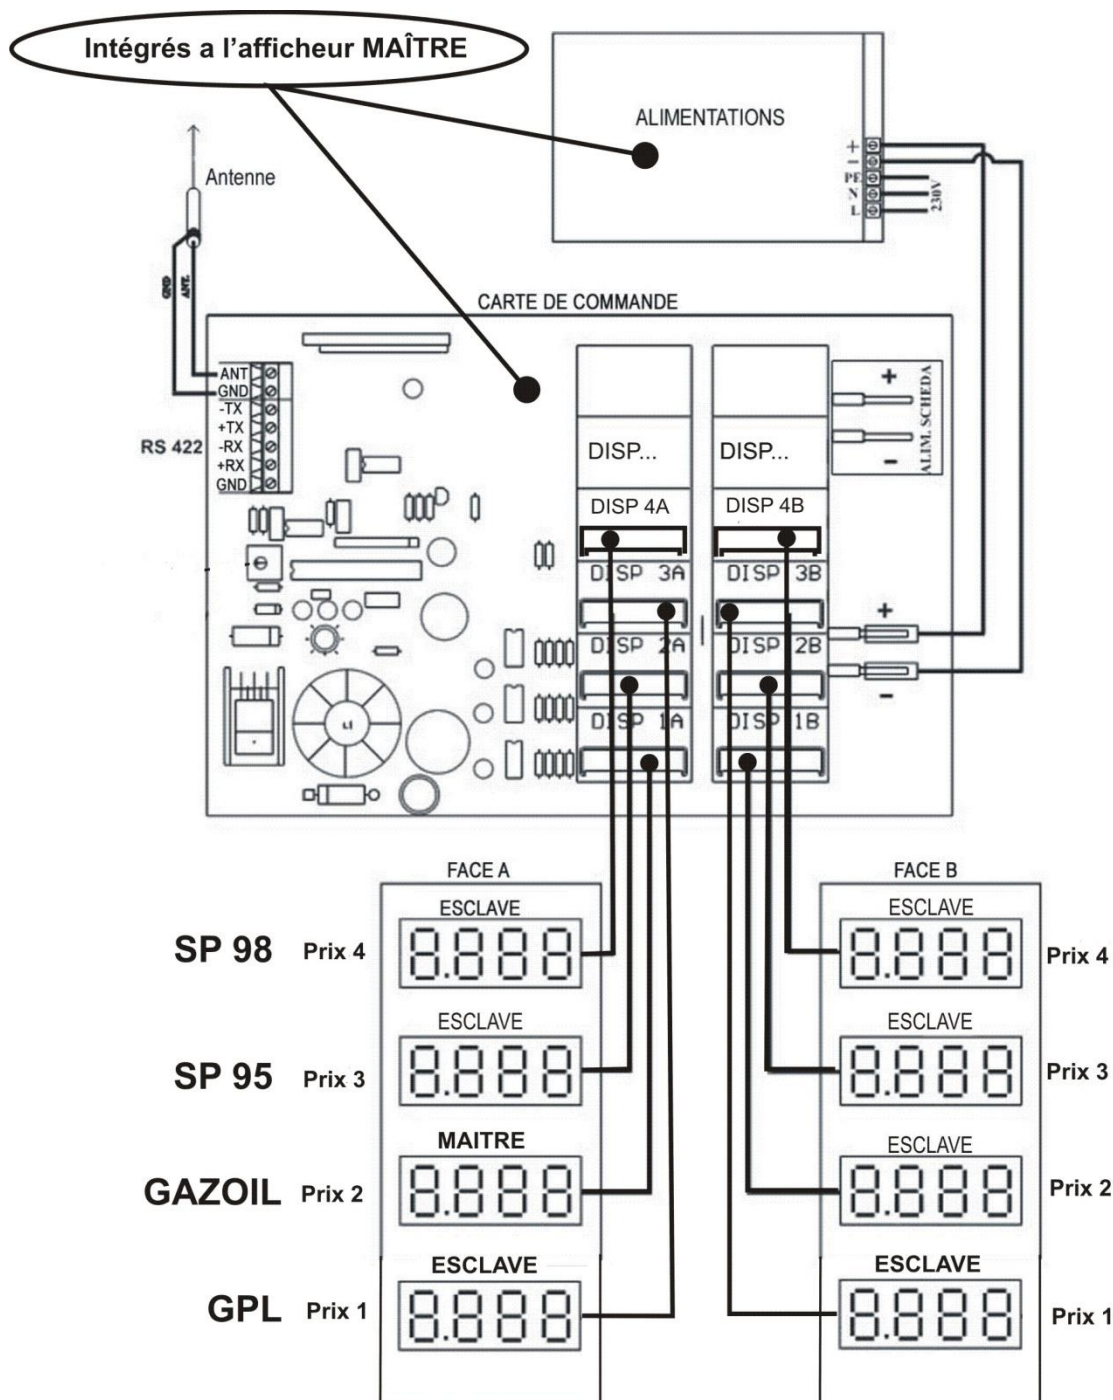 Intégrés a l'afficheur MAÎTRE
ALIMENTATIONS
+
-
PE
N
L
230V
Antenne
GND
ANT.
CARTE DE COMMANDE
ANT
GND
-TX
+TX
-RX
+RX
GND
RS 422
DISP...
DISP...
+
-
ALIM. SCHEDA
DISP 4A
DISP 4B
DISP 3A
DISP 3B
DISP 2A
DISP 2B
+
-
DISP 1A
DISP 1B
L1
FACE A
FACE B
ESCLAVE
ESCLAVE
SP 98 Prix 4
8.888
8.888
Prix 4
ESCLAVE
ESCLAVE
SP 95 Prix 3
8.888
8.888
Prix 3
MAITRE
ESCLAVE
GAZOIL Prix 2
8.888
8.888
Prix 2
ESCLAVE
ESCLAVE
GPL Prix 1
8.888
8.888
Prix 1